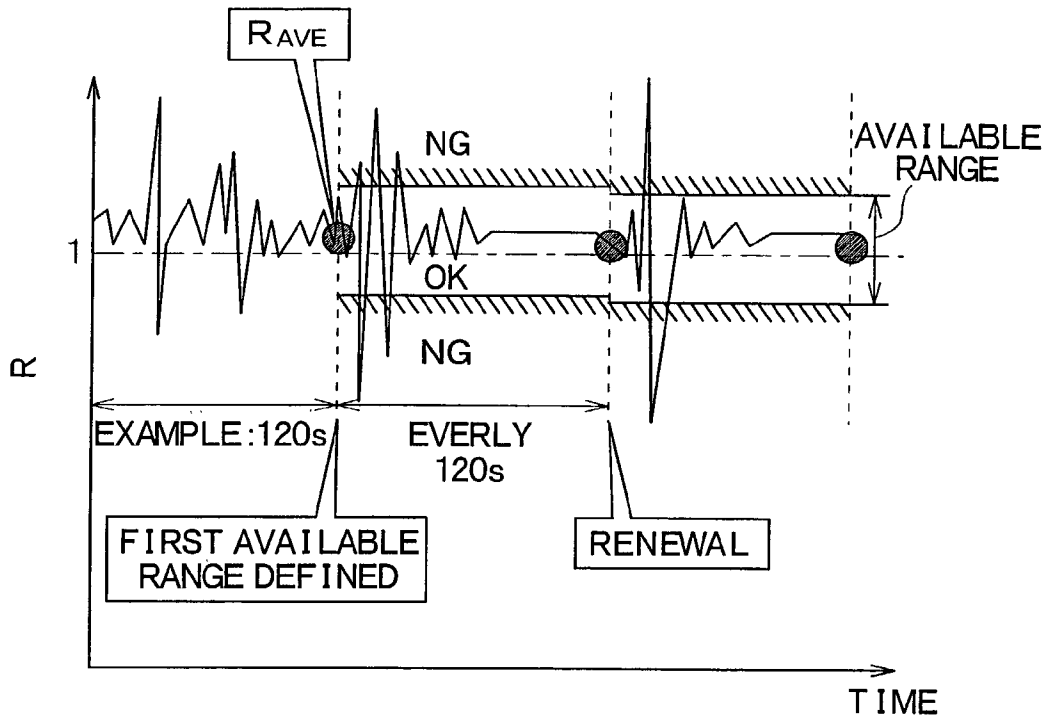 RAVE
NG
AVAILABLE
RANGE
1
OK
NG
R
EXAMPLE:120s
EVERLY
120s
FIRST AVAILABLE
RANGE DEFINED
RENEWAL
TIME